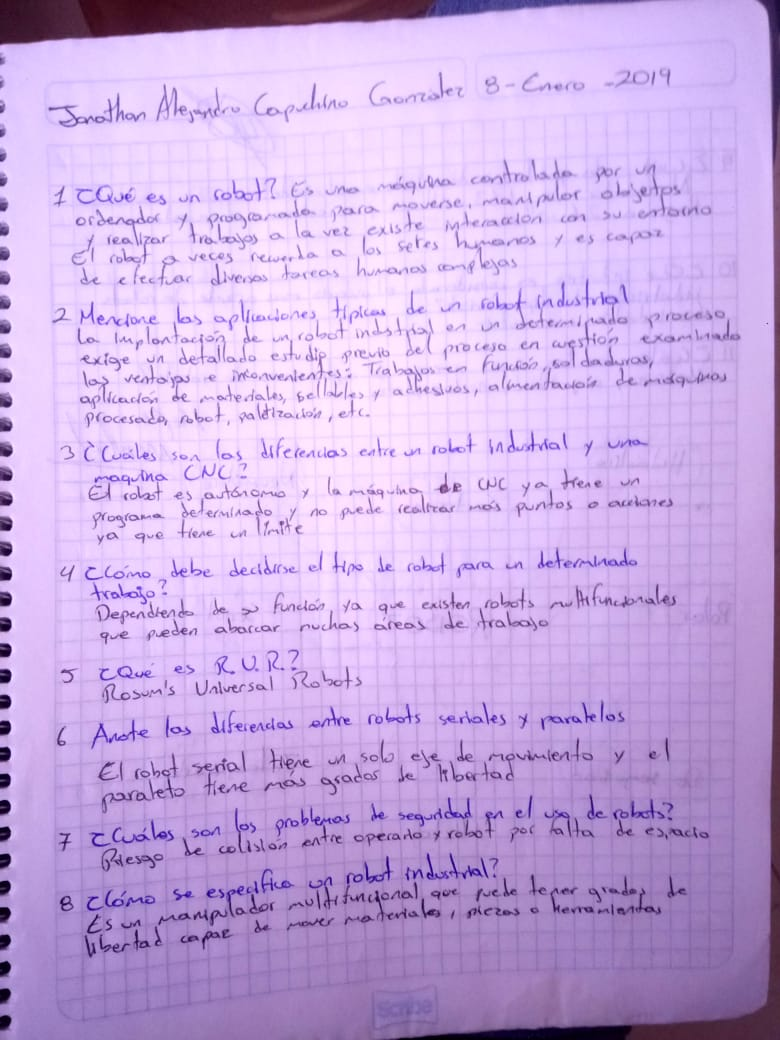 Jonathan Alejandro Capuchino Gonzalez 8-Enero-2019
1 ¿Qué es un robot? Es una máquina controlada por un
ordenador y programada para moverse, manipular objetos
y realizar trabajos a la vez existe interacción con su entorno
El robot a veces recuerda a los seres humanos y es capaz
de efectuar diversas tareas humanas complejas
2 Mencione las aplicaciones típicas de un robot industrial
La implantación de un robot industrial en un determinado proceso
exige un detallado estudio previo del proceso en cuestión examinado
las ventajas e inconvenientes: Trabajos en función, soldaduras,
aplicación de materiales, sellables y adhesivos, alimentación de máquinas
procesado, robot, paletización, etc.
3 ¿Cuáles son las diferencias entre un robot industrial y una
maquina CNC?
El robot es autónomo y la máquina de CNC ya tiene un
programa determinado y no puede realizar más puntos o acciones
ya que tiene un límite
4 ¿Cómo debe decidirse el tipo de robot para un determinado
trabajo?
Dependiendo de su función, ya que existen robots multifuncionales
que pueden abarcar muchas áreas de trabajo
5 ¿Qué es R.U.R.?
Rosum's Universal Robots
6 Anote las diferencias entre robots seriales y paralelos
El robot serial tiene un solo eje de movimiento y el
paralelo tiene más grados de libertad
7 ¿Cuáles son los problemas de seguridad en el uso de robots?
Riesgo de colisión entre operario y robot por falta de espacio
8 ¿Cómo se especifica un robot industrial?
Es un manipulador multifuncional que puede tener grados de
libertad capaz de mover materiales, piezas o herramientas
Scribe